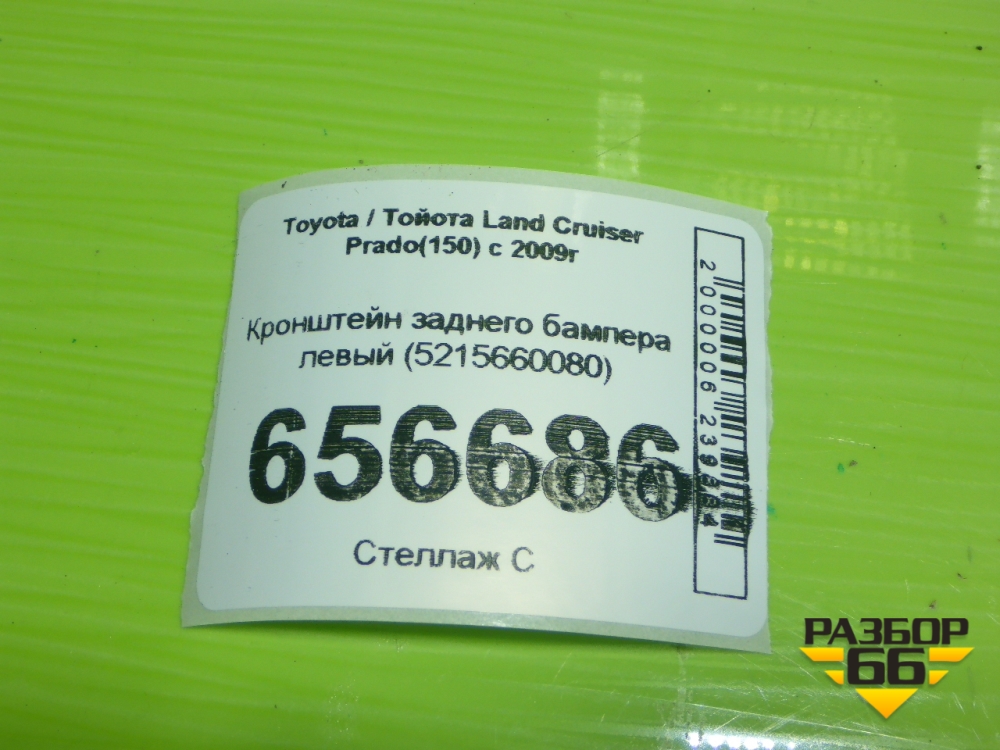 Toyota / Тойота Land Cruiser
Prado(150) с 2009г
Кронштейн заднего бампера
левый (5215660080)
656686
Стеллаж С
РАЗБОР
66